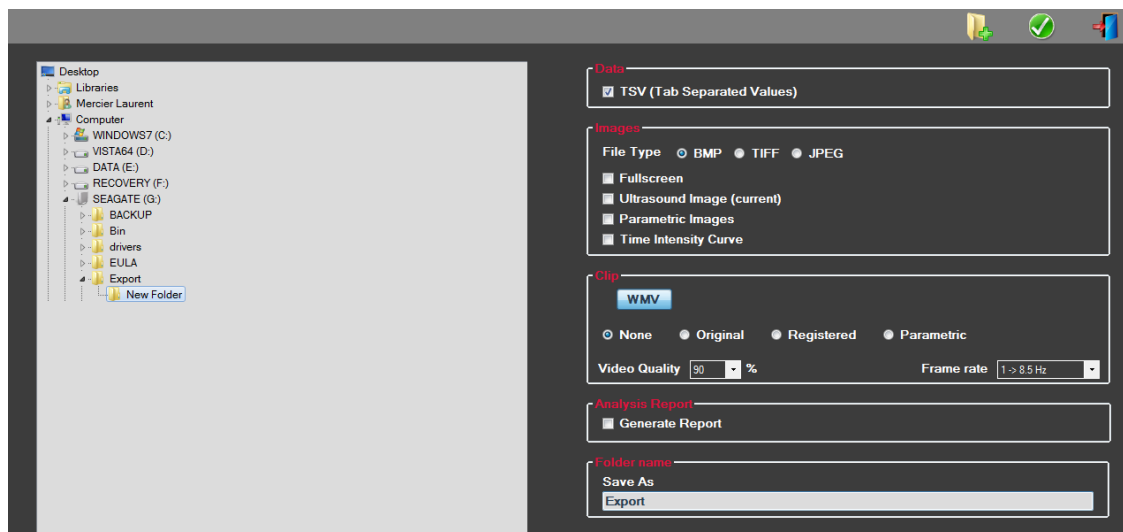 Desktop
Libraries
Mercier Laurent
Computer
WINDOWS7 (C:)
VISTA64 (D:)
DATA (E:)
RECOVERY (F:)
SEAGATE (G:)
BACKUP
Bin
drivers
EULA
Export
New Folder
Data
TSV (Tab Separated Values)
Images
File Type BMP TIFF JPEG
Fullscreen
Ultrasound Image (current)
Parametric Images
Time Intensity Curve
Clip
WMV
None Original Registered Parametric
Video Quality 90 % Frame rate 1 -> 8.5 Hz
Analysis Report
Generate Report
Folder name
Save As
Export